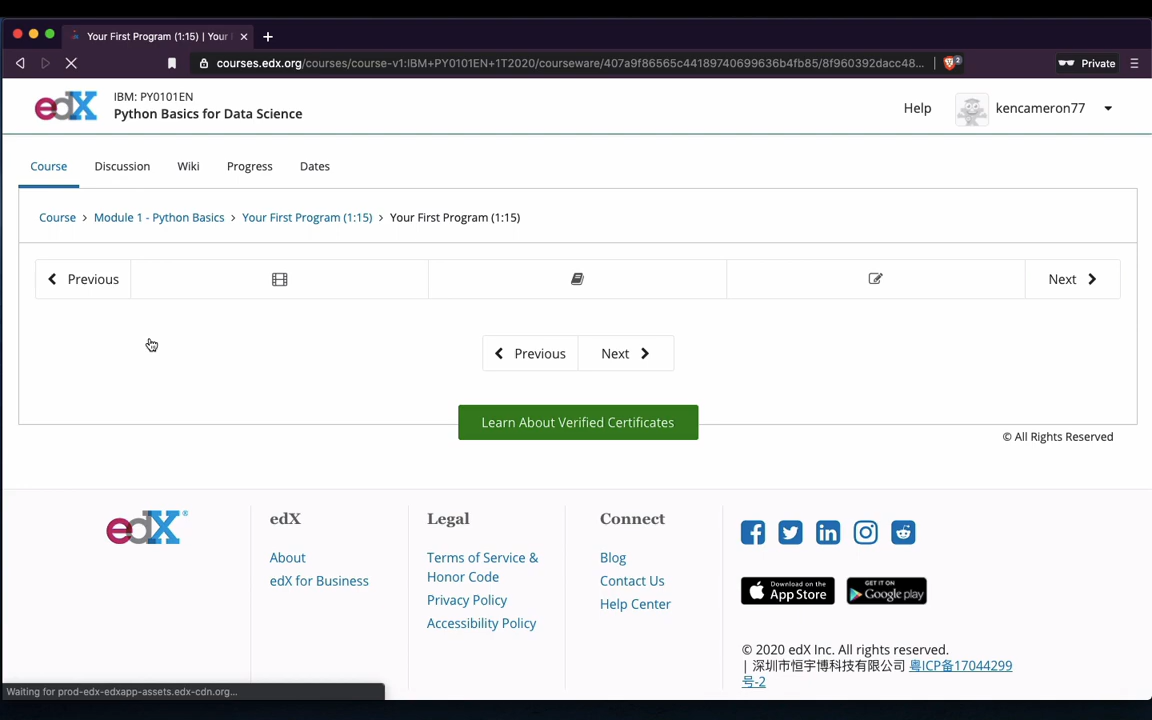 Your First Program (1:15) | Your
courses.edx.org/courses/course-v1:IBM+PY0101EN+1T2020/courseware/407a9f86565c44189740699636b4fb85/8f960392dacc48...
2
Private
edX
IBM: PY0101EN
Python Basics for Data Science
Help
kencameron77
Course
Discussion
Wiki
Progress
Dates
Course > Module 1 - Python Basics > Your First Program (1:15) > Your First Program (1:15)
Previous
Next
Previous
Next
Learn About Verified Certificates
© All Rights Reserved
edX®
edX
About
edX for Business
Legal
Terms of Service &
Honor Code
Privacy Policy
Accessibility Policy
Connect
Blog
Contact Us
Help Center
Download on the
App Store
GET IT ON
Google play
© 2020 edX Inc. All rights reserved.
| 深圳市恒宇博科技有限公司 粤ICP备17044299
号-2
Waiting for prod-edx-edxapp-assets.edx-cdn.org...